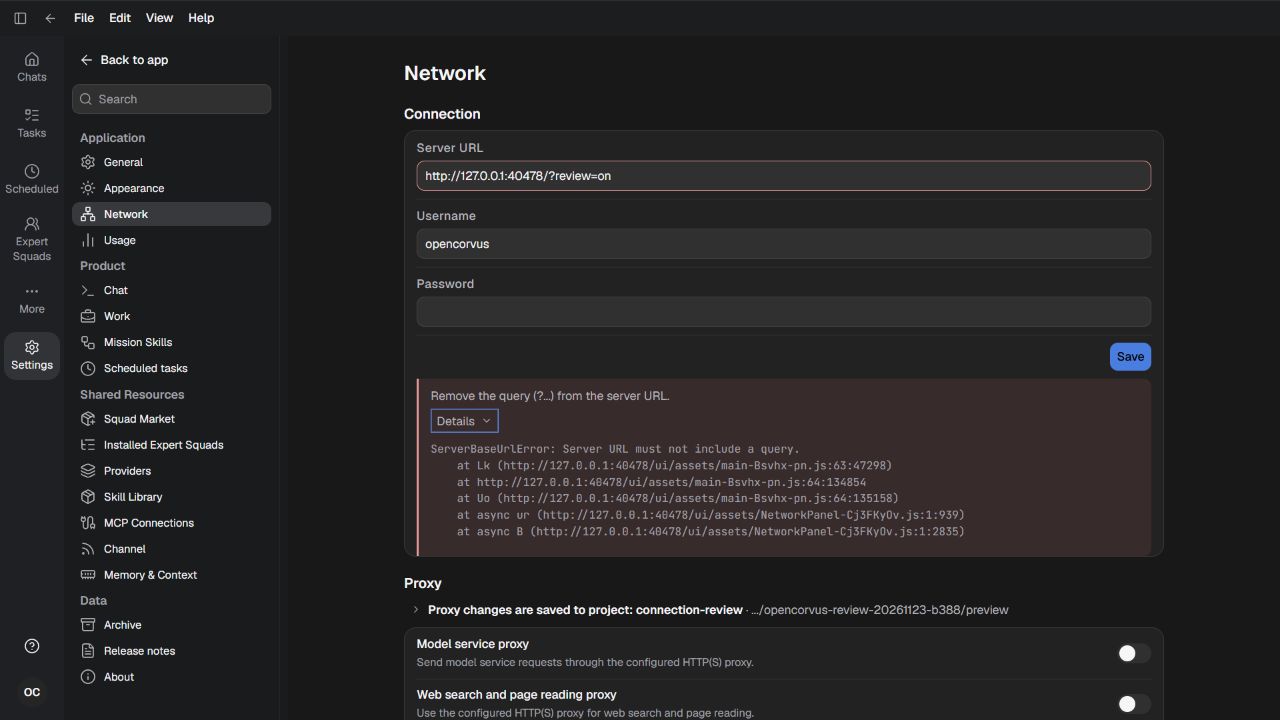 File Edit View Help
Chats
Tasks
Scheduled
Expert
Squads
More
Settings
OC
Back to app
Search
Application
General
Appearance
Network
Usage
Product
Chat
Work
Mission Skills
Scheduled tasks
Shared Resources
Squad Market
Installed Expert Squads
Providers
Skill Library
MCP Connections
Channel
Memory & Context
Data
Archive
Release notes
About
Network
Connection
Server URL
http://127.0.0.1:40478/?review=on
Username
opencorvus
Password
Save
Remove the query (?...) from the server URL.
Details
ServerBaseUrlError: Server URL must not include a query.
at Lk (http://127.0.0.1:40478/ui/assets/main-Bsvhx-pn.js:63:47298)
at http://127.0.0.1:40478/ui/assets/main-Bsvhx-pn.js:64:134854
at Uo (http://127.0.0.1:40478/ui/assets/main-Bsvhx-pn.js:64:135158)
at async ur (http://127.0.0.1:40478/ui/assets/NetworkPanel-Cj3FKyOv.js:1:939)
at async B (http://127.0.0.1:40478/ui/assets/NetworkPanel-Cj3FKyOv.js:1:2835)
Proxy
Proxy changes are saved to project: connection-review · .../opencorvus-review-20261123-b388/preview
Model service proxy
Send model service requests through the configured HTTP(S) proxy.
Web search and page reading proxy
Use the configured HTTP(S) proxy for web search and page reading.